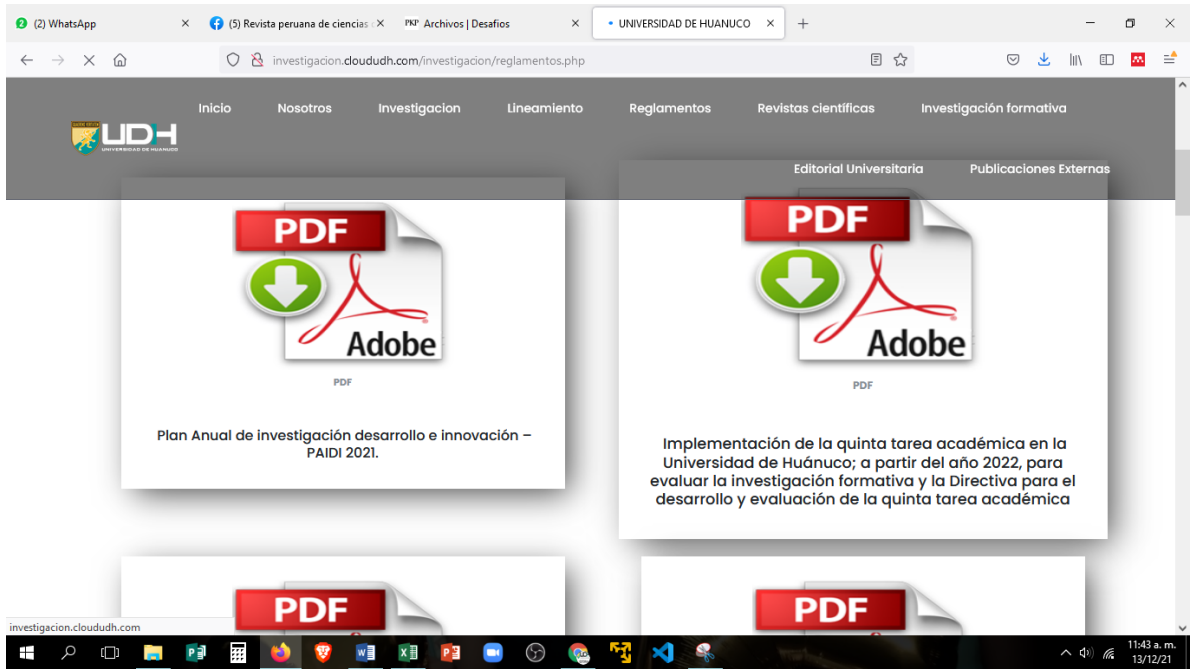 (2) WhatsApp
(5) Revista peruana de ciencias
PKP Archivos | Desafios
UNIVERSIDAD DE HUANUCO
investigacion.cloududh.com/investigacion/reglamentos.php
Inicio Nosotros Investigacion Lineamiento Reglamentos Revistas científicas Investigación formativa
UDH
UNIVERSIDAD DE HUANUCO
Editorial Universitaria Publicaciones Externas
PDF
Adobe
PDF
Plan Anual de investigación desarrollo e innovación –
PAIDI 2021.
PDF
Adobe
PDF
Implementación de la quinta tarea académica en la
Universidad de Huánuco; a partir del año 2022, para
evaluar la investigación formativa y la Directiva para el
desarrollo y evaluación de la quinta tarea académica
PDF
PDF
investigacion.cloududh.com
11:43 a. m.
13/12/21